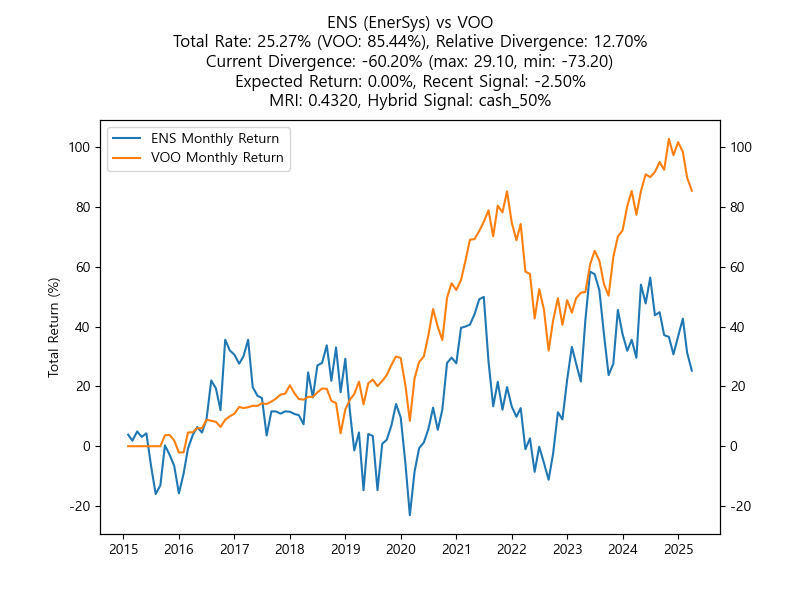 ENS (EnerSys) vs VOO
Total Rate: 25.27% (VOO: 85.44%), Relative Divergence: 12.70%
Current Divergence: -60.20% (max: 29.10, min: -73.20)
Expected Return: 0.00%, Recent Signal: -2.50%
MRI: 0.4320, Hybrid Signal: cash_50%
ENS Monthly Return
VOO Monthly Return
Total Return (%)
100
80
60
40
20
0
-20
100
80
60
40
20
0
-20
2015 2016 2017 2018 2019 2020 2021 2022 2023 2024 2025